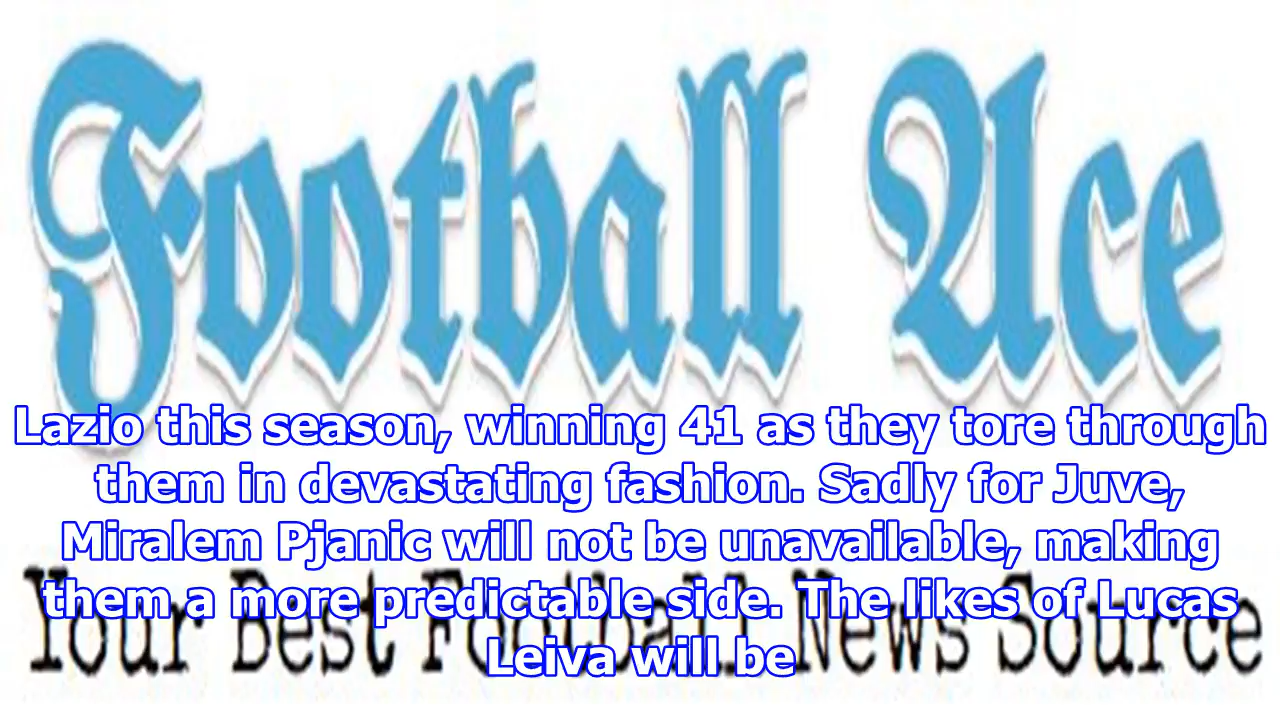 Football Ace
Lazio this season, winning 41 as they tore through
them in devastating fashion. Sadly for Juve,
Miralem Pjanic will not be unavailable, making
them a more predictable side. The likes of Lucas
Your Best Football News Source
Leiva will be